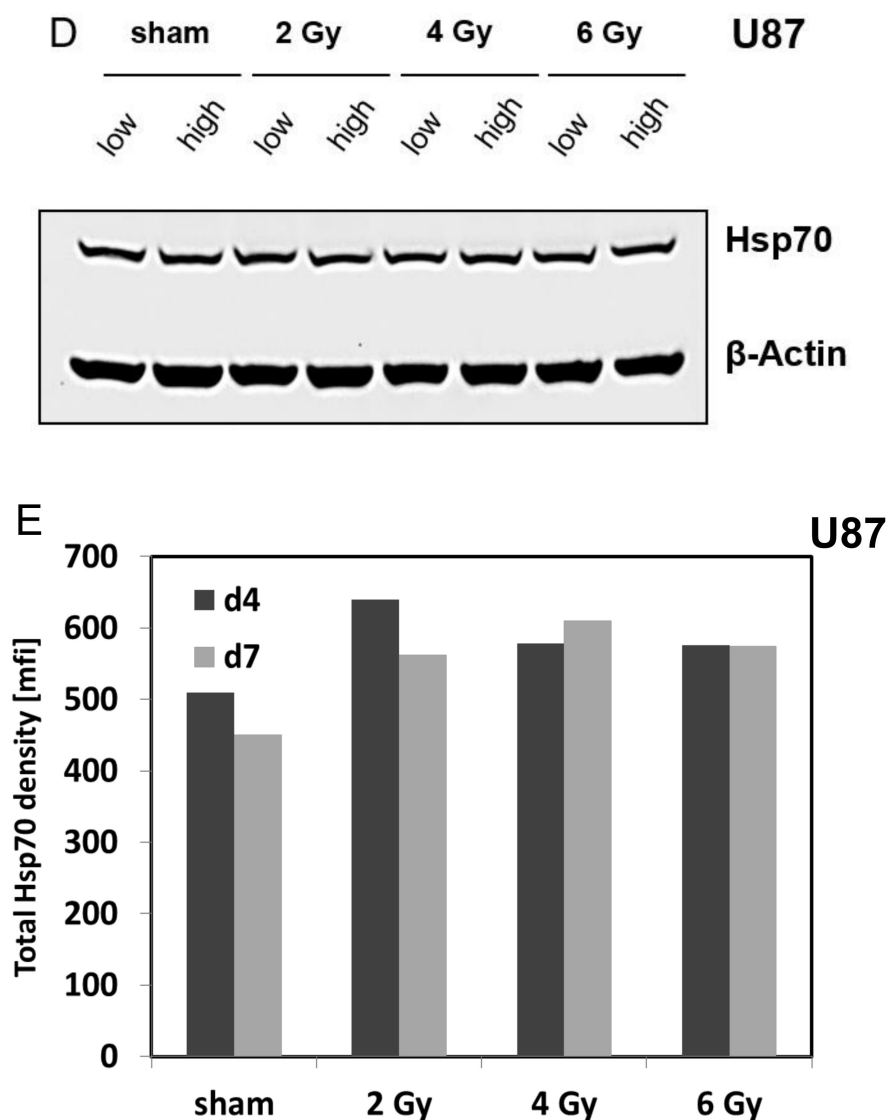 D sham 2 Gy 4 Gy 6 Gy U87
low high low high low high low high
Hsp70
β-Actin
E U87
Total Hsp70 density [mfi]
700
600
500
400
300
200
100
0
d4
d7
sham 2 Gy 4 Gy 6 Gy